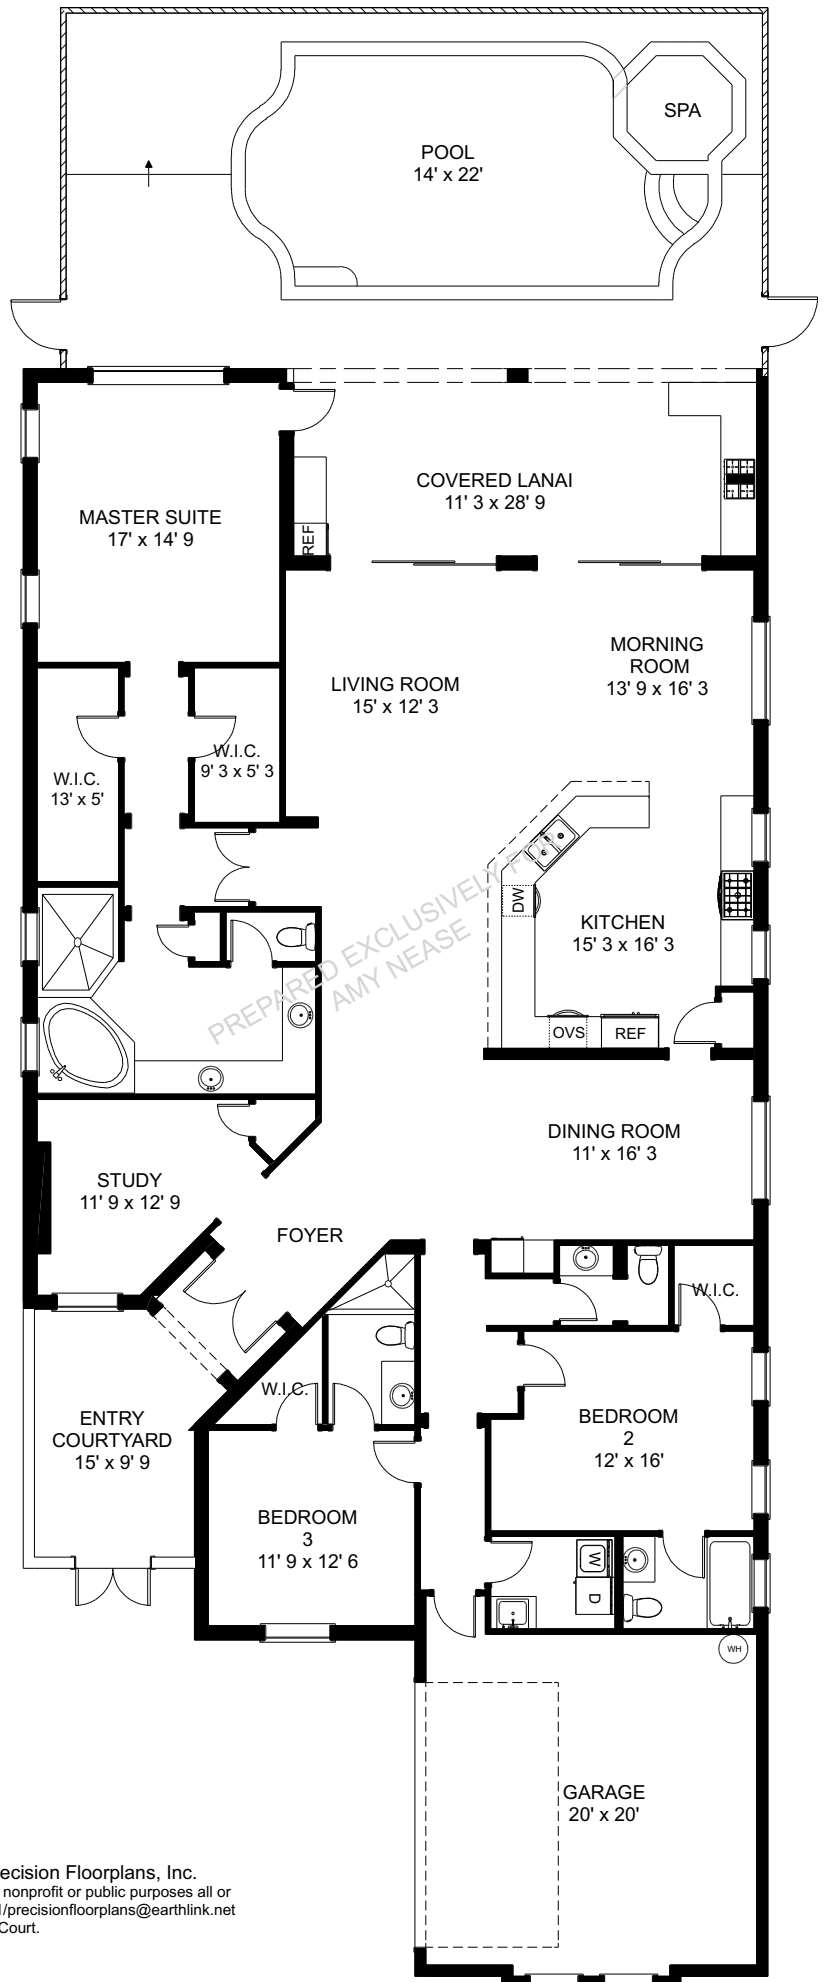 SPA
POOL
14' x 22'
COVERED LANAI
11' 3 x 28' 9
REF
MASTER SUITE
17' x 14' 9
MORNING
ROOM
13' 9 x 16' 3
LIVING ROOM
15' x 12' 3
W.I.C.
9' 3 x 5' 3
W.I.C.
13' x 5'
PREPARED EXCLUSIVELY FOR
AMY NEASE
DW
KITCHEN
15' 3 x 16' 3
OVS
REF
DINING ROOM
11' x 16' 3
STUDY
11' 9 x 12' 9
FOYER
W.I.C.
W.I.C.
ENTRY
COURTYARD
15' x 9' 9
BEDROOM
2
12' x 16'
BEDROOM
3
11' 9 x 12' 6
W
D
WH
GARAGE
20' x 20'
ecision Floorplans, Inc.
nonprofit or public purposes all or
/precisionfloorplans@earthlink.net
Court.